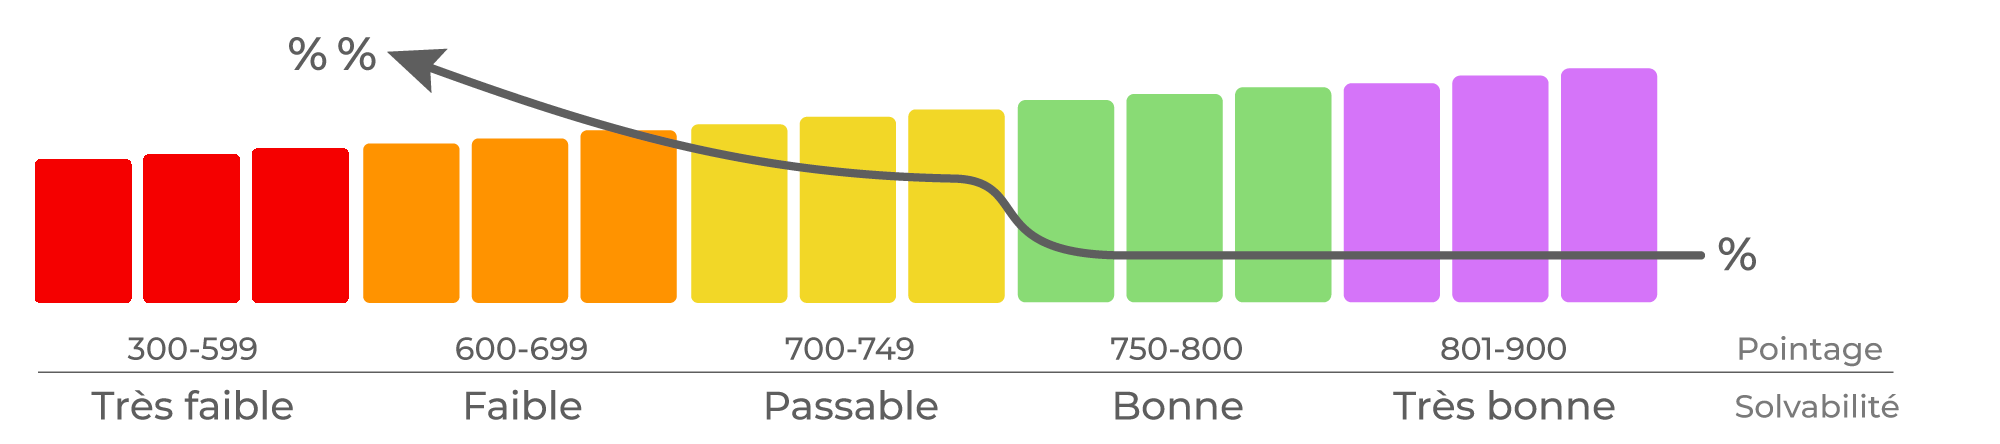 % %
%
300-599 600-699 700-749 750-800 801-900 Pointage
Très faible Faible Passable Bonne Très bonne Solvabilité